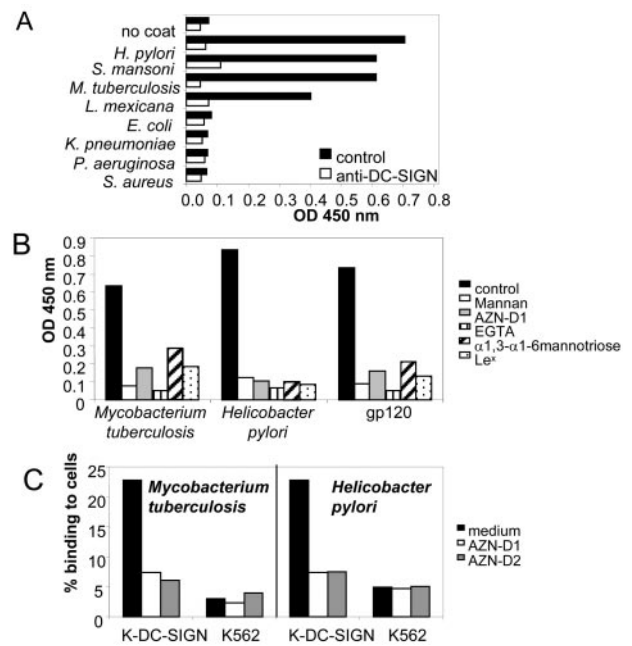 A
no coat
H. pylori
S. mansoni
M. tuberculosis
L. mexicana
E. coli
K. pneumoniae
P. aeruginosa
S. aureus
control
anti-DC-SIGN
0.0 0.1 0.2 0.3 0.4 0.5 0.6 0.7 0.8
OD 450 nm
B
OD 450 nm
0.9
0.8
0.7
0.6
0.5
0.4
0.3
0.2
0.1
0
control
Mannan
AZN-D1
EGTA
α1,3-α1-6mannotriose
Leˣ
Mycobacterium
tuberculosis
Helicobacter
pylori
gp120
C
% binding to cells
25
20
15
10
5
0
Mycobacterium
tuberculosis
Helicobacter
pylori
medium
AZN-D1
AZN-D2
K-DC-SIGN K562 K-DC-SIGN K562